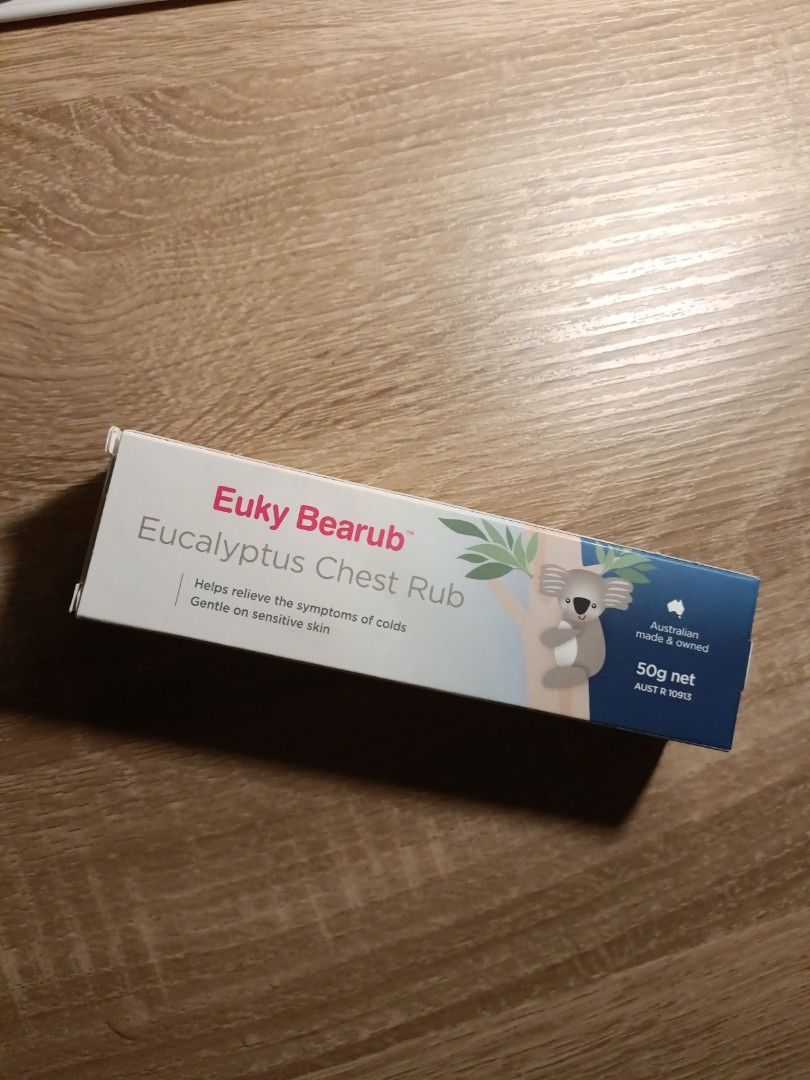 Euky Bearub™
Eucalyptus Chest Rub
Helps relieve the symptoms of colds
Gentle on sensitive skin
Australian
made & owned
50g net
AUST R 10913